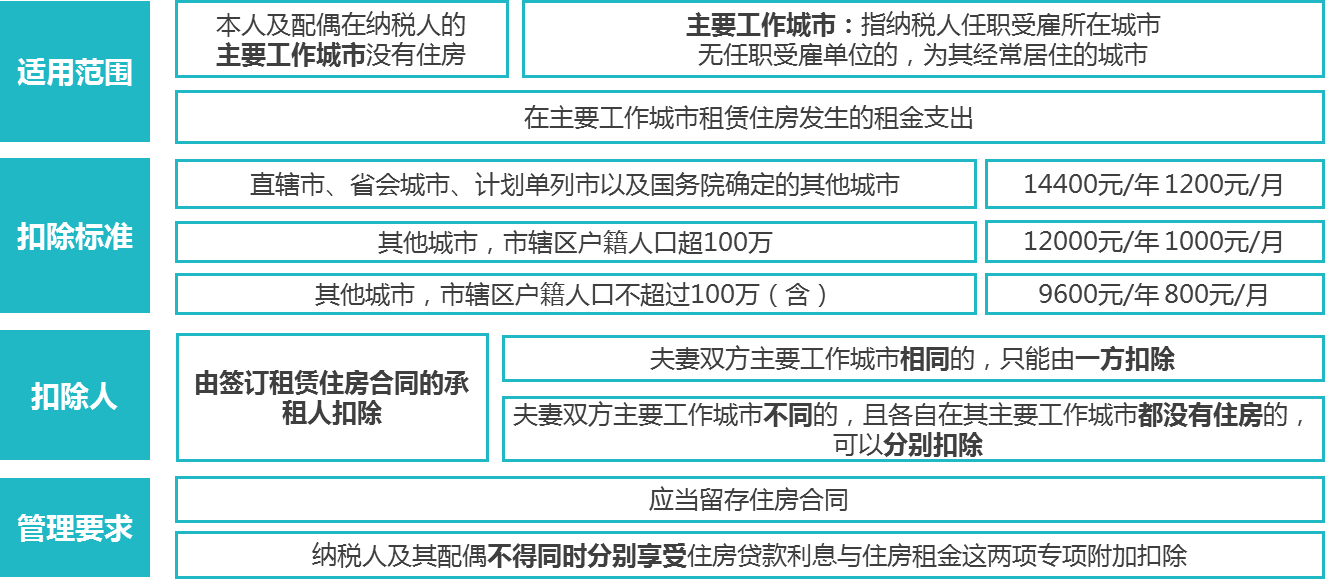 适用范围
本人及配偶在纳税人的
主要工作城市没有住房
主要工作城市：指纳税人任职受雇所在城市
无任职受雇单位的，为其经常居住的城市
在主要工作城市租赁住房发生的租金支出
扣除标准
直辖市、省会城市、计划单列市以及国务院确定的其他城市
14400元/年 1200元/月
其他城市，市辖区户籍人口超100万
12000元/年 1000元/月
其他城市，市辖区户籍人口不超过100万（含）
9600元/年 800元/月
扣除人
由签订租赁住房合同的承
租人扣除
夫妻双方主要工作城市相同的，只能由一方扣除
夫妻双方主要工作城市不同的，且各自在其主要工作城市都没有住房的，
可以分别扣除
管理要求
应当留存住房合同
纳税人及其配偶不得同时分别享受住房贷款利息与住房租金这两项专项附加扣除